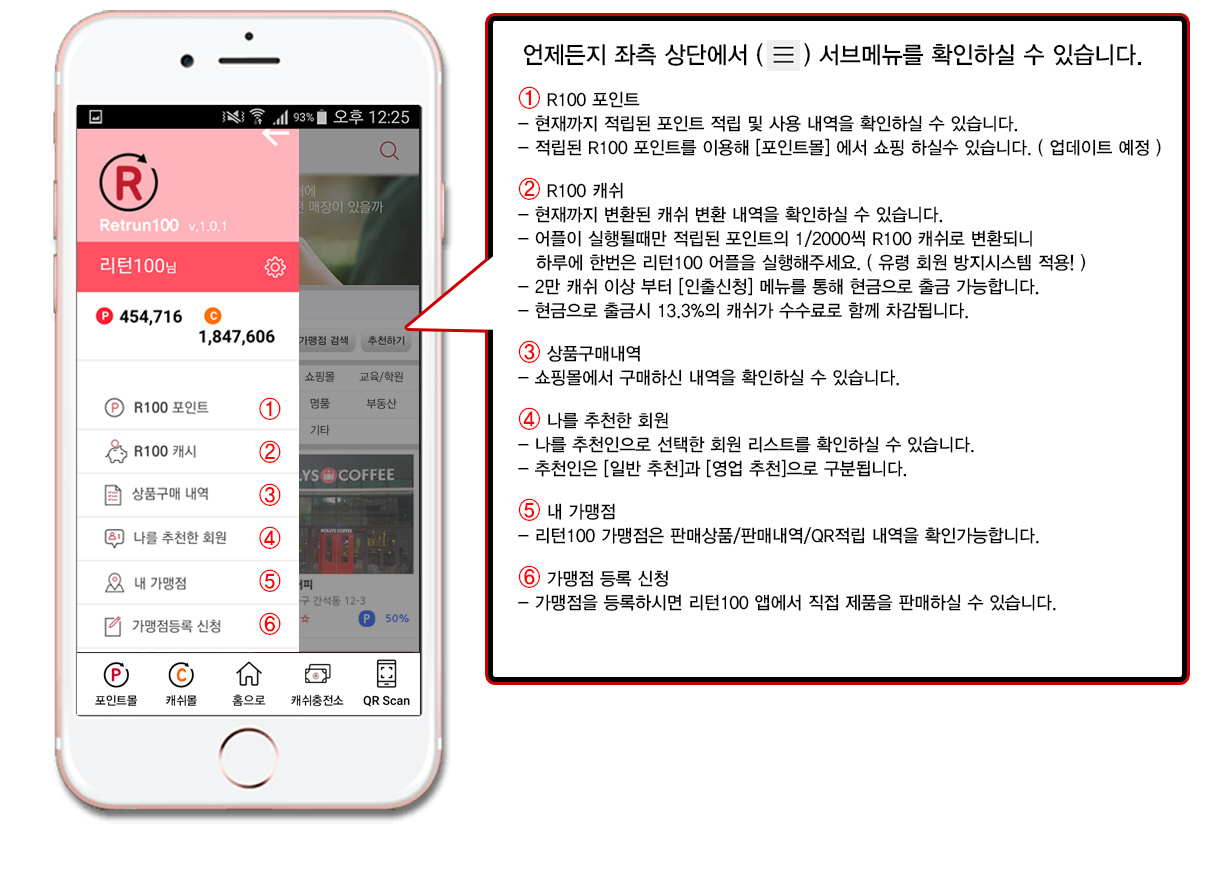 93% 오후 12:25
R
Retrun100 v.1.0.1
리턴100님
P 454,716 C
1,847,606
P R100 포인트 ①
R100 캐시 ②
상품구매 내역 ③
나를 추천한 회원 ④
내 가맹점 ⑤
가맹점등록 신청 ⑥
매장이 있을까
가맹점 검색 추천하기
쇼핑몰 교육/학원
명품 부동산
기타
COFFEE
간석동 12-3
P 50%
P C
포인트몰 캐쉬몰 홈으로 캐쉬충전소 QR Scan
언제든지 좌측 상단에서 ( ☰ ) 서브메뉴를 확인하실 수 있습니다.
① R100 포인트
- 현재까지 적립된 포인트 적립 및 사용 내역을 확인하실 수 있습니다.
- 적립된 R100 포인트를 이용해 [포인트몰] 에서 쇼핑 하실수 있습니다. ( 업데이트 예정 )
② R100 캐쉬
- 현재까지 변환된 캐쉬 변환 내역을 확인하실 수 있습니다.
- 어플이 실행될때만 적립된 포인트의 1/2000씩 R100 캐쉬로 변환되니
하루에 한번은 리턴100 어플을 실행해주세요. ( 유령 회원 방지시스템 적용! )
- 2만 캐쉬 이상 부터 [인출신청] 메뉴를 통해 현금으로 출금 가능합니다.
- 현금으로 출금시 13.3%의 캐쉬가 수수료로 함께 차감됩니다.
③ 상품구매내역
- 쇼핑몰에서 구매하신 내역을 확인하실 수 있습니다.
④ 나를 추천한 회원
- 나를 추천인으로 선택한 회원 리스트를 확인하실 수 있습니다.
- 추천인은 [일반 추천]과 [영업 추천]으로 구분됩니다.
⑤ 내 가맹점
- 리턴100 가맹점은 판매상품/판매내역/QR적립 내역을 확인가능합니다.
⑥ 가맹점 등록 신청
- 가맹점을 등록하시면 리턴100 앱에서 직접 제품을 판매하실 수 있습니다.